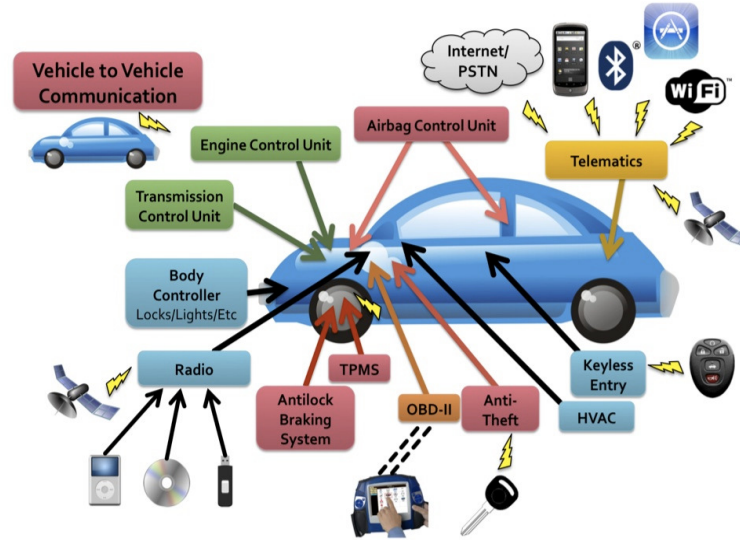 Internet/
PSTN
®
Wi Fi™
Vehicle to Vehicle
Communication
Airbag Control Unit
Engine Control Unit
Telematics
Transmission
Control Unit
Body
Controller
Locks/Lights/Etc
Radio
TPMS
Keyless
Entry
Antilock
Braking
System
OBD-II
Anti-
Theft
HVAC